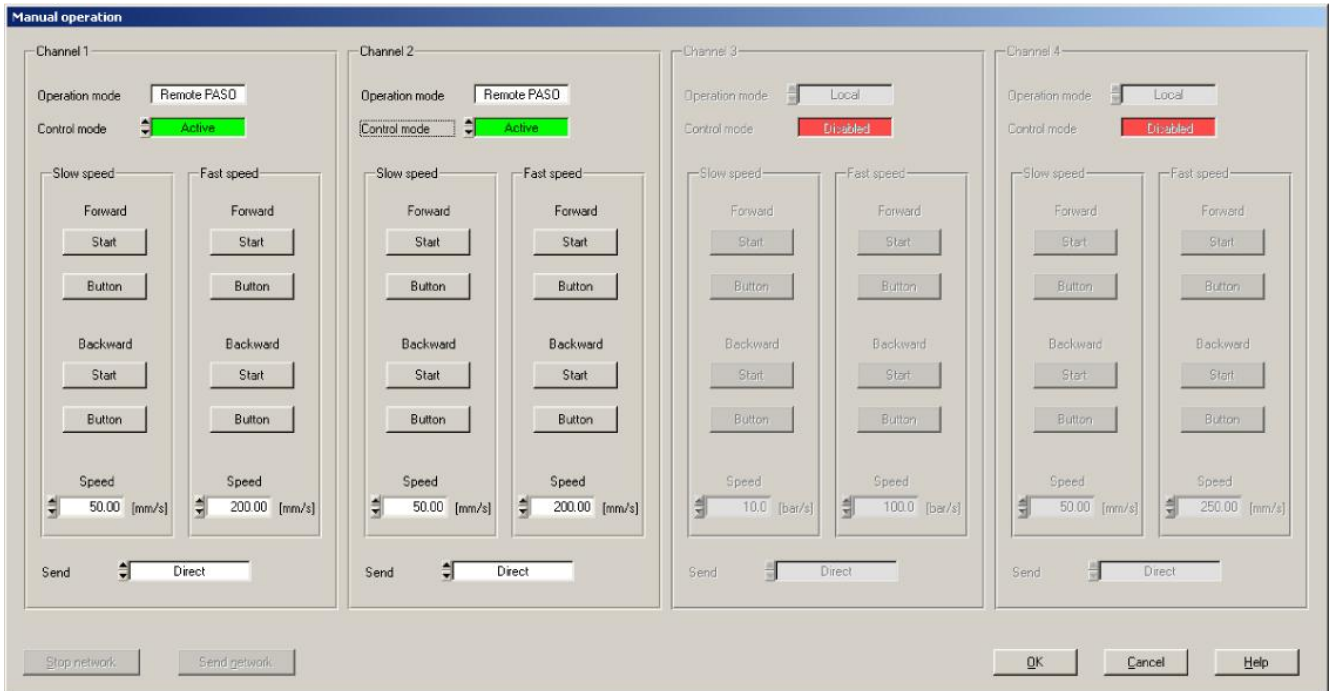 Manual operation
Channel 1
Operation mode Remote PASO
Control mode Active
Slow speed Fast speed
Forward Forward
Start Start
Button Button
Backward Backward
Start Start
Button Button
Speed Speed
50.00 [mm/s] 200.00 [mm/s]
Send Direct
Channel 2
Operation mode Remote PASO
Control mode Active
Slow speed Fast speed
Forward Forward
Start Start
Button Button
Backward Backward
Start Start
Button Button
Speed Speed
50.00 [mm/s] 200.00 [mm/s]
Send Direct
Channel 3
Operation mode Local
Control mode Disabled
Slow speed Fast speed
Forward Forward
Start Start
Button Button
Backward Backward
Start Start
Button Button
Speed Speed
10.0 [bar/s] 100.0 [bar/s]
Send Direct
Channel 4
Operation mode Local
Control mode Disabled
Slow speed Fast speed
Forward Forward
Start Start
Button Button
Backward Backward
Start Start
Button Button
Speed Speed
50.00 [mm/s] 250.00 [mm/s]
Send Direct
Stop network Send network OK Cancel Help